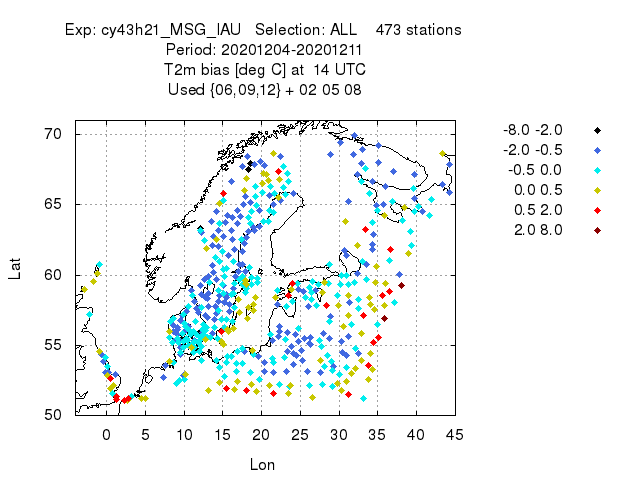 Exp: cy43h21_MSG_IAU Selection: ALL 473 stations
Period: 20201204-20201211
T2m bias [deg C] at 14 UTC
Used {06,09,12} + 02 05 08
70
65
60
55
50
Lat
0 5 10 15 20 25 30 35 40 45
Lon
-8.0 -2.0
-2.0 -0.5
-0.5 0.0
0.0 0.5
0.5 2.0
2.0 8.0